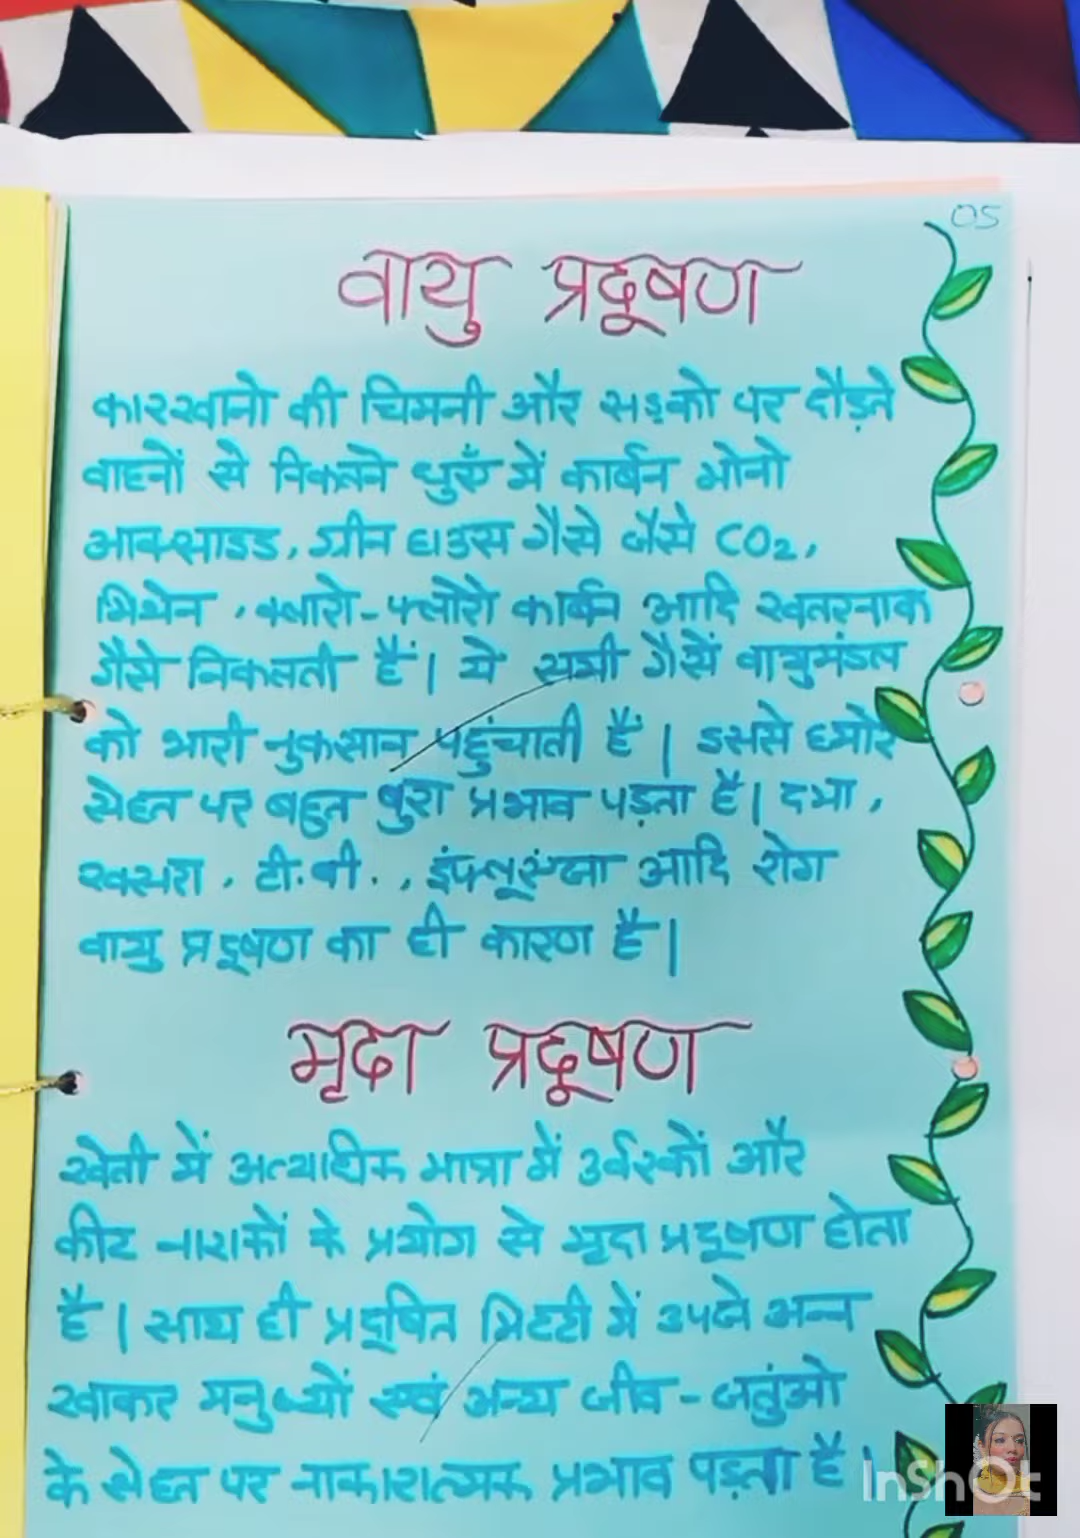 05
वायु प्रदूषण
कारखानो की चिमनी और सड़को पर दौड़ते
वाहनों से निकलने धुएँ में कार्बन मोनो
आक्साइड, ग्रीन हाउस गैसे जैसे CO2,
मिथेन, क्लोरो-फ्लोरो कार्बन आदि खतरनाक
गैसे निकलती हैं। ये सभी गैसें वायुमंडल
को भारी नुकसान पहुंचाती है। इससे हमारे
सेहत पर बहुत बुरा प्रभाव पड़ता है। दमा,
खसरा, टी.बी., इंफ्लूएंजा आदि रोग
वायु प्रदूषण का ही कारण है।
मृदा प्रदूषण
खेती में अत्याधिक मात्रा में उर्वरकों और
कीट नाशकों के प्रयोग से मृदा प्रदूषण होता
है। साथ ही प्रदूषित मिटटी में उपजे अन्न
खाकर मनुष्यों एवं अन्य जीव-जतुंओ
के सेहत पर नाकारात्मक प्रभाव पड़ता है।
InShOt